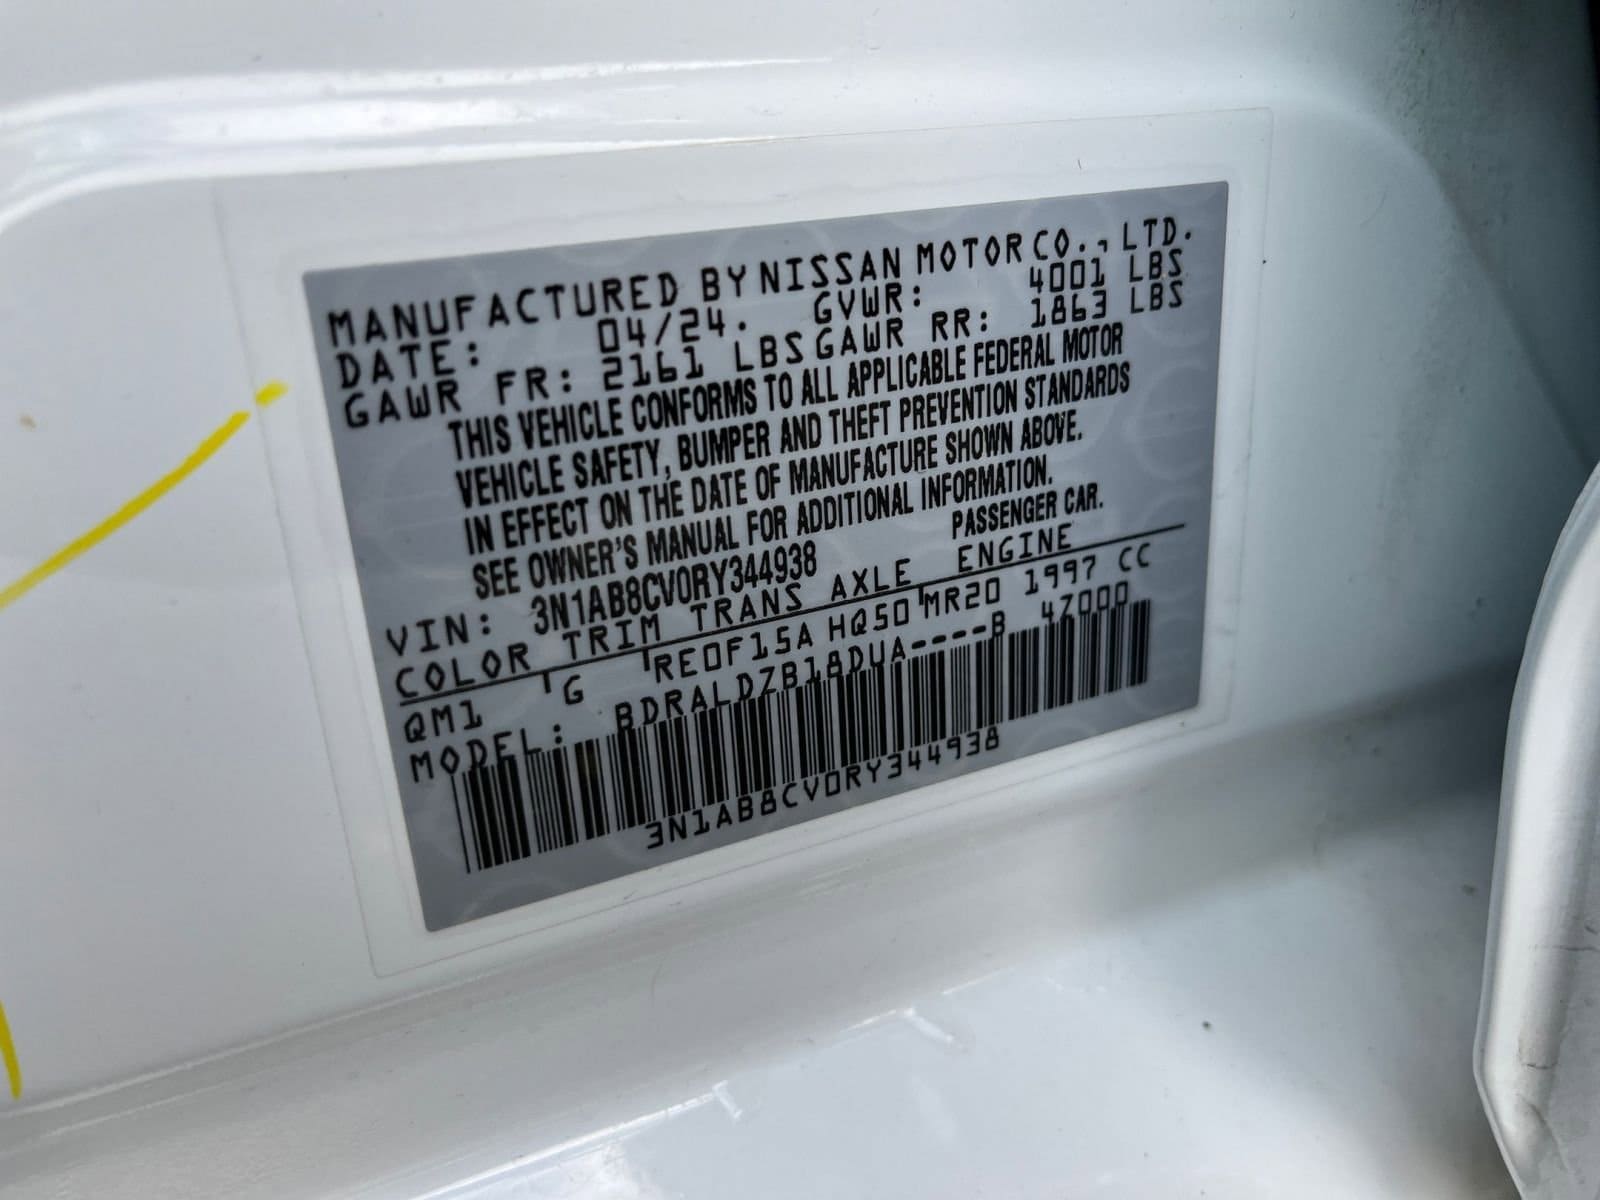 MANUFACTURED BY NISSAN MOTOR CO., LTD.
DATE: 04/24. GVWR: 4001 LBS
GAWR FR: 2161 LBS GAWR RR: 1863 LBS
THIS VEHICLE CONFORMS TO ALL APPLICABLE FEDERAL MOTOR
VEHICLE SAFETY, BUMPER AND THEFT PREVENTION STANDARDS
IN EFFECT ON THE DATE OF MANUFACTURE SHOWN ABOVE.
SEE OWNER'S MANUAL FOR ADDITIONAL INFORMATION.
VIN: 3N1AB8CV0RY344938 PASSENGER CAR.
COLOR TRIM TRANS AXLE ENGINE
QM1 G RE0F15A HQ50 MR20 1997 CC
MODEL: BDRALDZB18DUA----B 47000
3N1AB8CV0RY344938